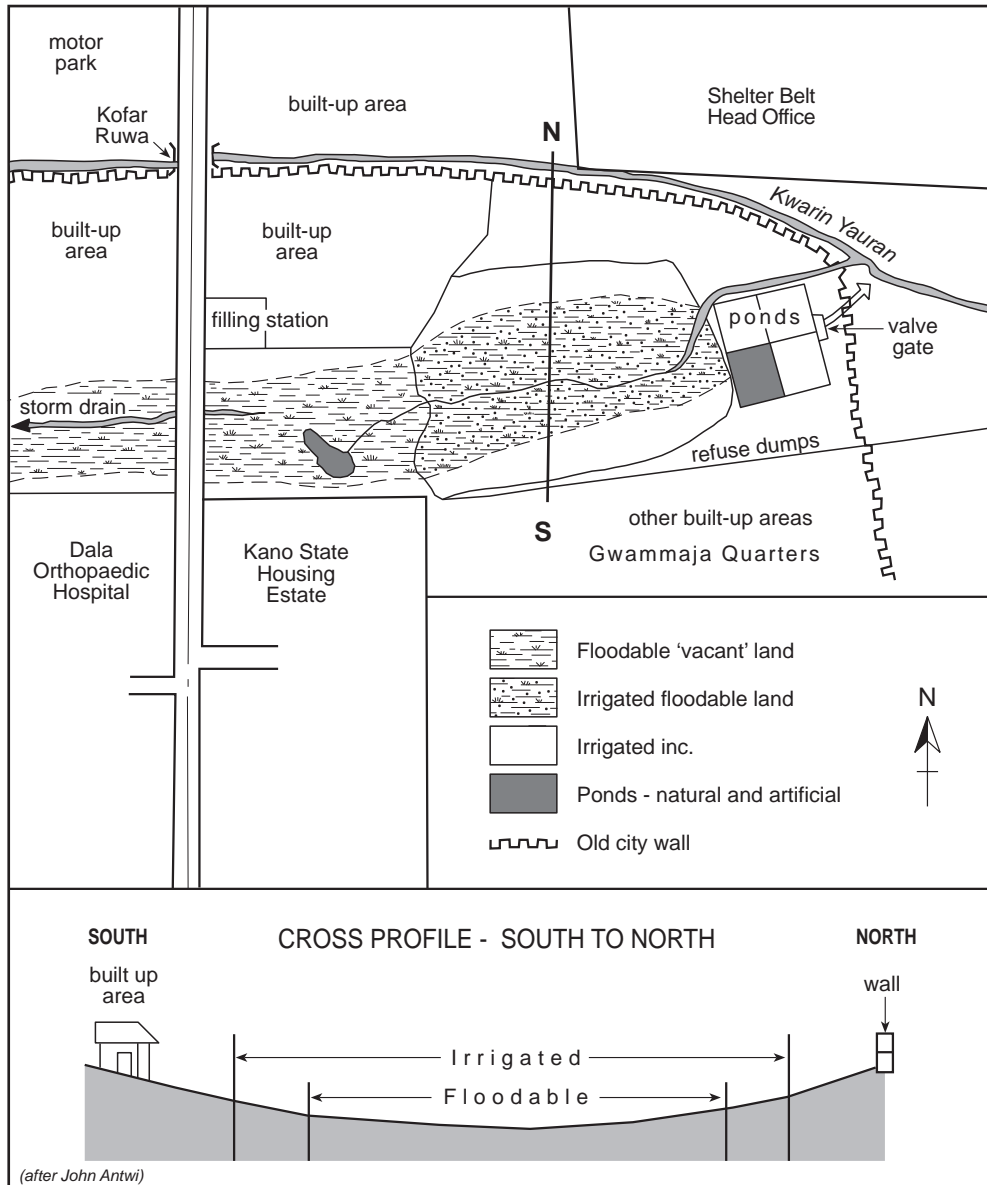 motor
park
Kofar
Ruwa
built-up area
N
Shelter Belt
Head Office
Kwarin Yauran
built-up
area
built-up
area
filling station
ponds
valve
gate
storm drain
refuse dumps
S
other built-up areas
Gwammaja Quarters
Dala
Orthopaedic
Hospital
Kano State
Housing
Estate
Floodable ‘vacant’ land
Irrigated floodable land
Irrigated inc.
Ponds - natural and artificial
Old city wall
N
SOUTH
CROSS PROFILE - SOUTH TO NORTH
NORTH
built up
area
wall
Irrigated
Floodable
(after John Antwi)